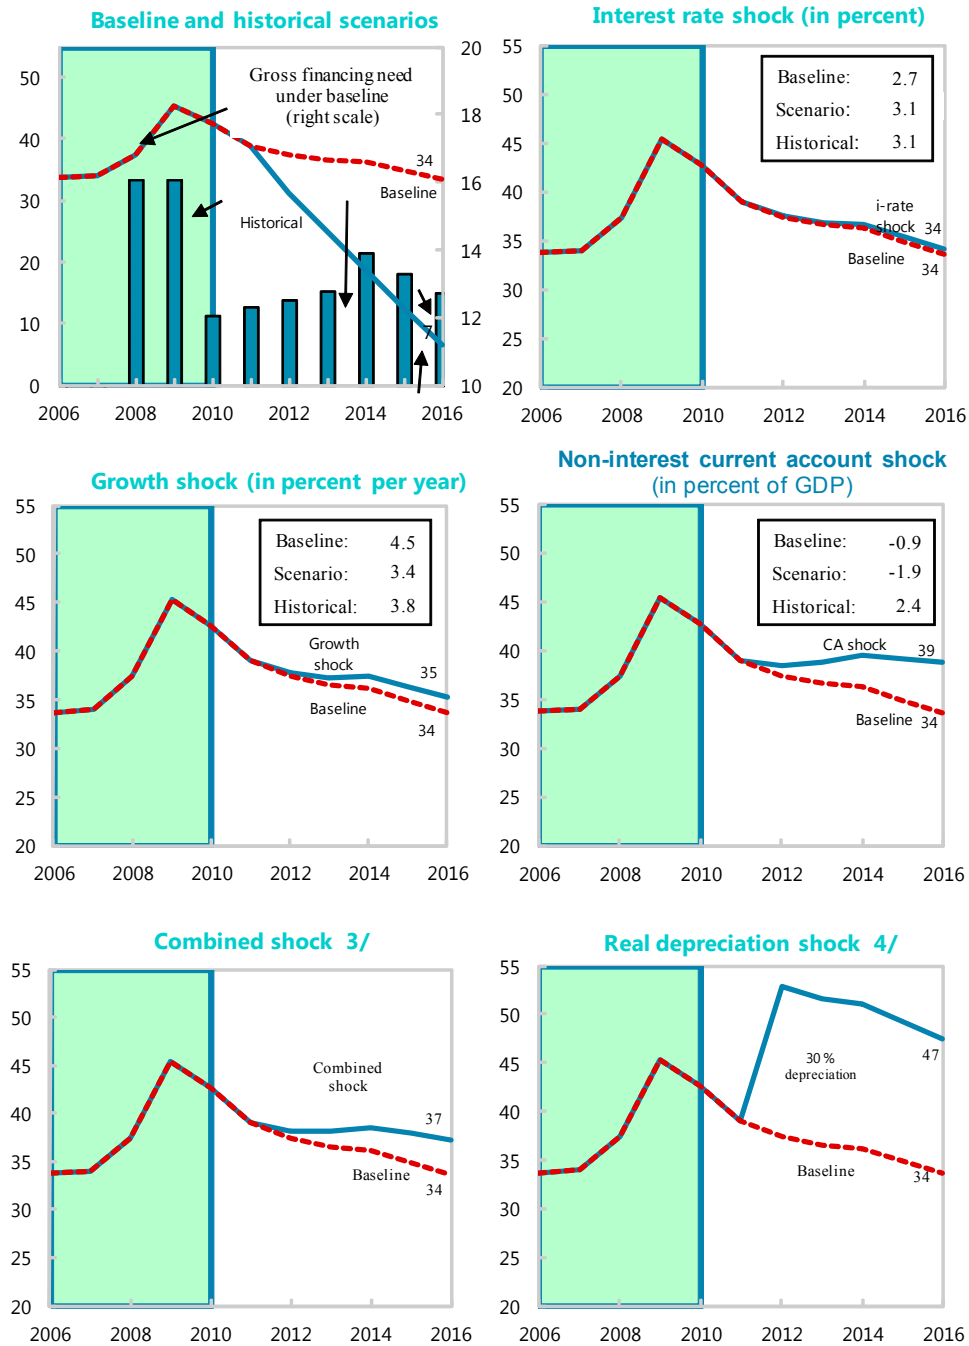 Baseline and historical scenarios
50
40
30
20
10
0
20
18
16
14
12
10
Gross financing need
under baseline
(right scale)
34
Baseline
Historical
7
2006 2008 2010 2012 2014 2016
Interest rate shock (in percent)
55
50
45
40
35
30
25
20
Baseline: 2.7
Scenario: 3.1
Historical: 3.1
i-rate
shock
34
Baseline
34
2006 2008 2010 2012 2014 2016
Growth shock (in percent per year)
55
50
45
40
35
30
25
20
Baseline: 4.5
Scenario: 3.4
Historical: 3.8
Growth
shock
35
Baseline
34
2006 2008 2010 2012 2014 2016
Non-interest current account shock
(in percent of GDP)
55
50
45
40
35
30
25
20
Baseline: -0.9
Scenario: -1.9
Historical: 2.4
CA shock
39
Baseline
34
2006 2008 2010 2012 2014 2016
Combined shock 3/
55
50
45
40
35
30
25
20
Combined
shock
37
Baseline
34
2006 2008 2010 2012 2014 2016
Real depreciation shock 4/
55
50
45
40
35
30
25
20
30 %
depreciation
47
Baseline
34
2006 2008 2010 2012 2014 2016